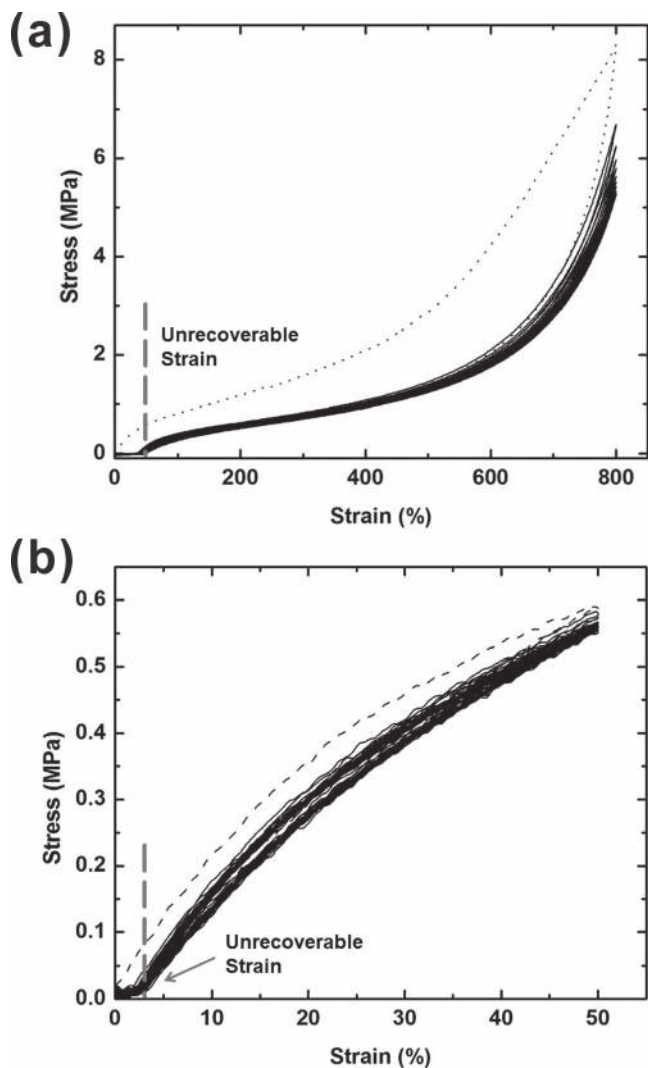 (a)
8
6
4
2
0
Stress (MPa)
Unrecoverable
Strain
0 200 400 600 800
Strain (%)
(b)
0.6
0.5
0.4
0.3
0.2
0.1
0.0
Stress (MPa)
Unrecoverable
Strain
0 10 20 30 40 50
Strain (%)